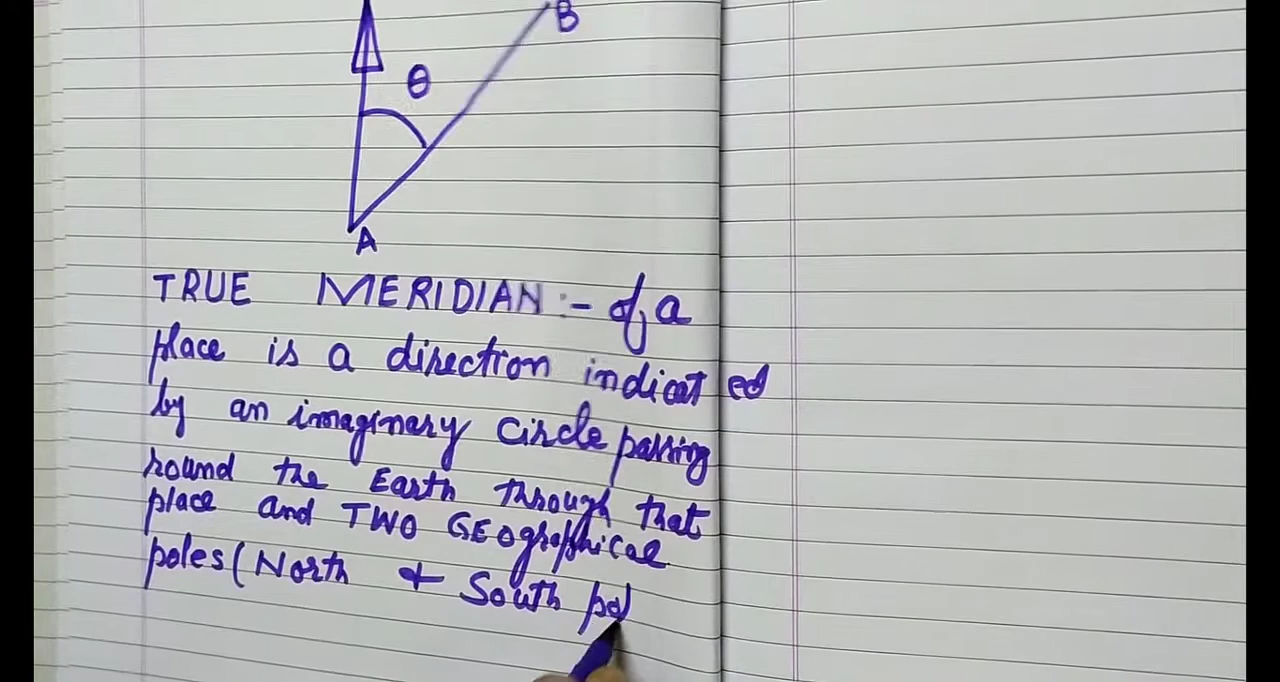 B
θ
A
TRUE MERIDIAN :- of a
place is a direction indicated
by an imaginary circle passing
round the Earth through that
place and TWO GEographical
poles (North & South pol